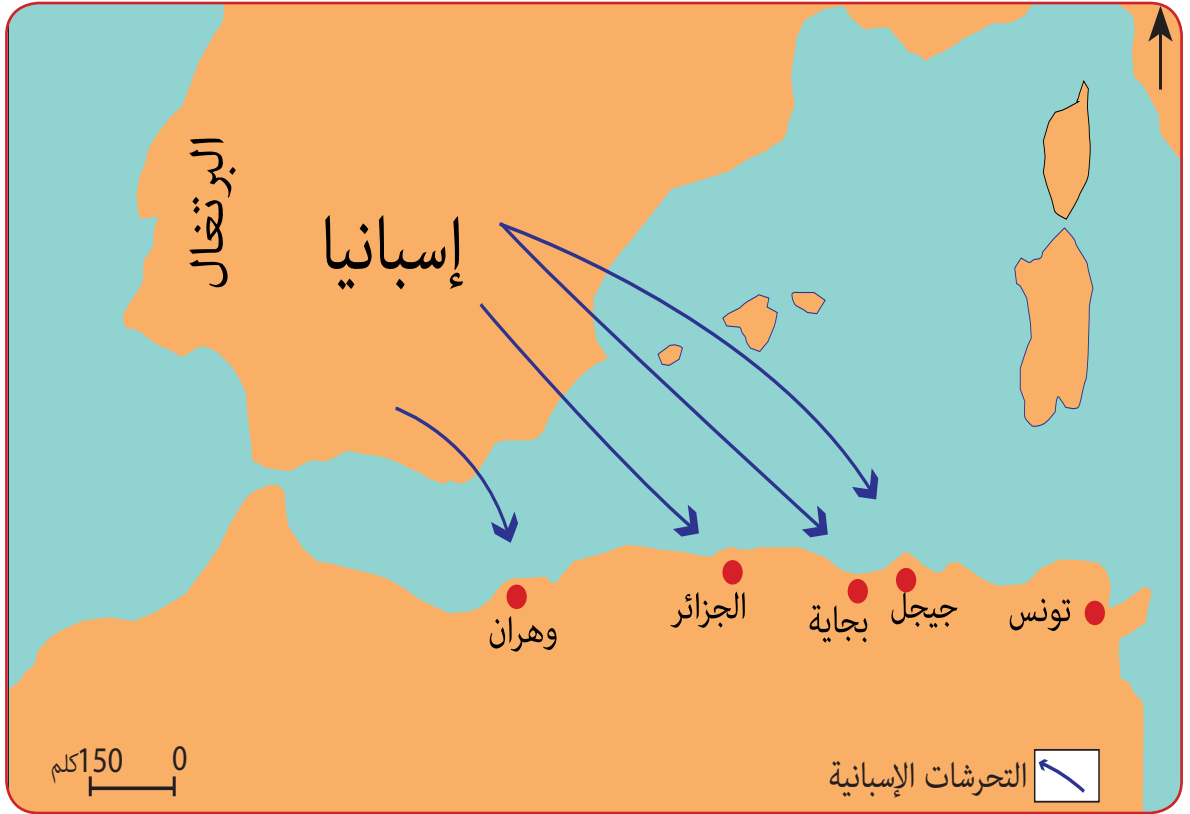 البرتغال
إسبانيا
وهران
الجزائر
بجاية
جيجل
تونس
0 150كلم
التحرشات الإسبانية